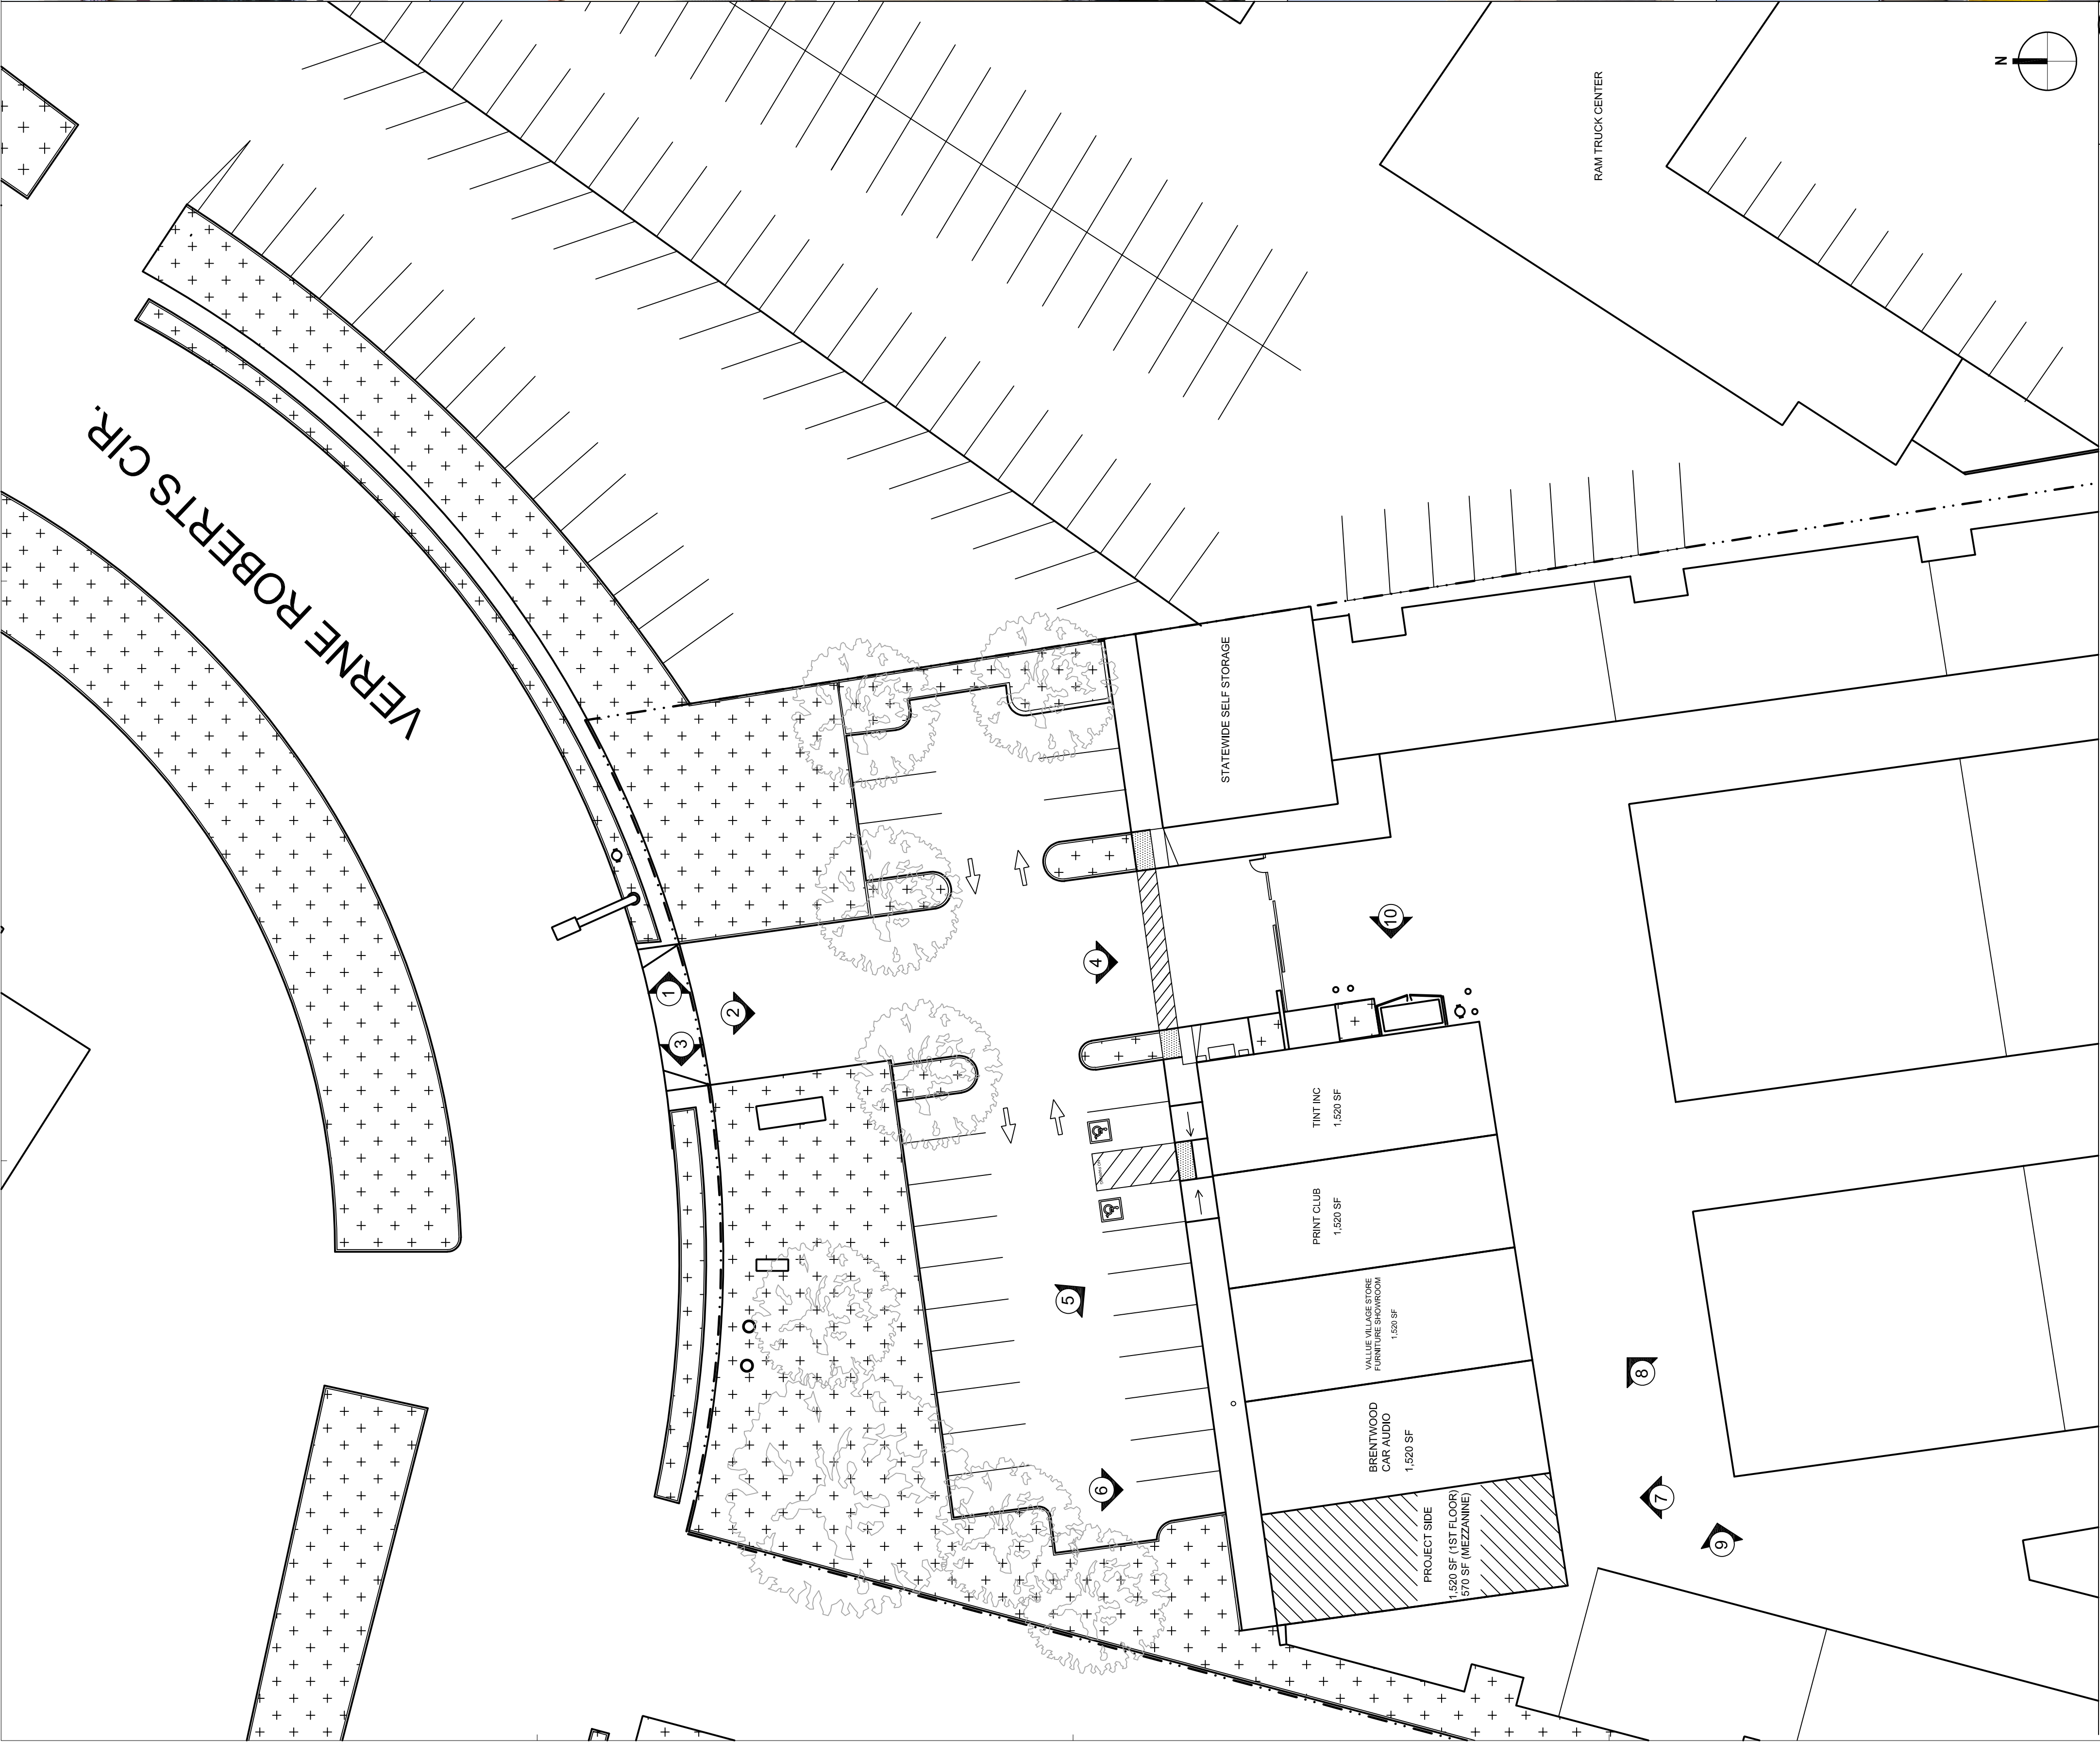 N
RAM TRUCK CENTER
VERNE ROBERTS CIR.
STATEWIDE SELF STORAGE
1
2
3
4
10
TINT INC
1,520 SF
PRINT CLUB
1,520 SF
5
VALLUE VILLAGE STORE
FURNITURE SHOWROOM
1,520 SF
8
BRENTWOOD
CAR AUDIO
1,520 SF
6
7
PROJECT SIDE
1,520 SF (1ST FLOOR)
570 SF (MEZZANINE)
9